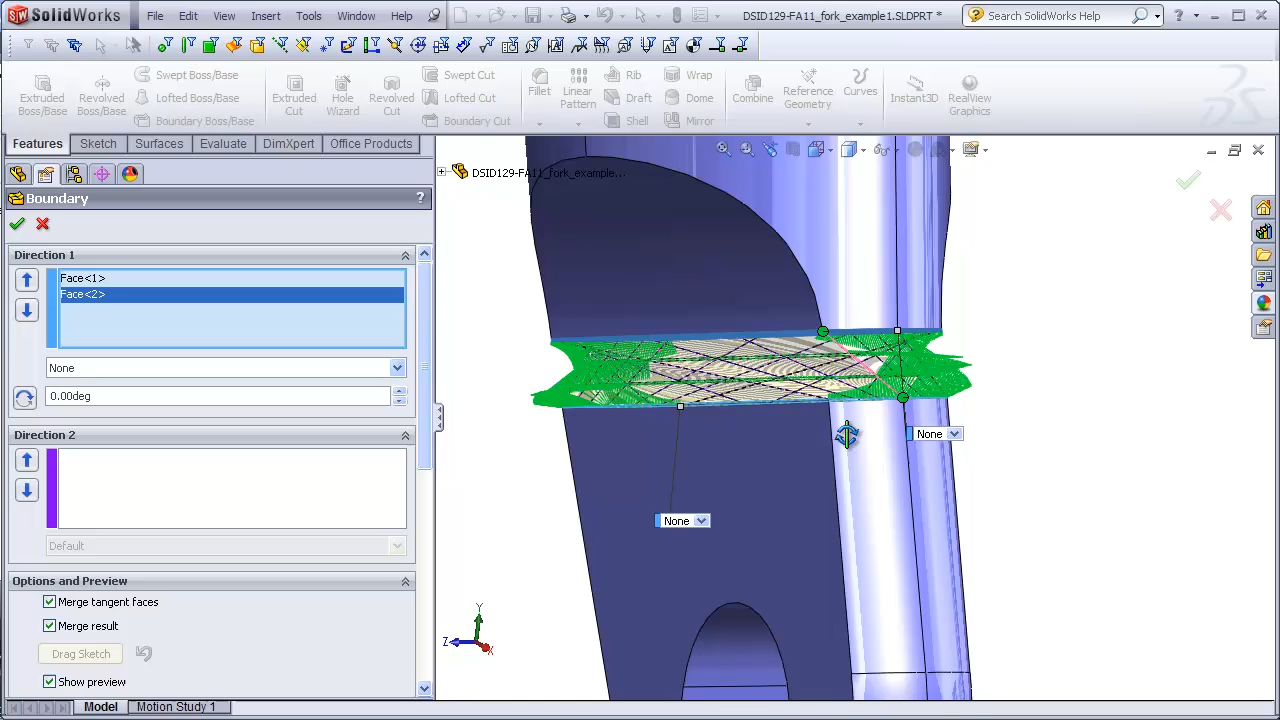 SolidWorks File Edit View Insert Tools Window Help DSID129-FA11_fork_example1.SLDPRT * Search SolidWorks Help ?
Extruded Boss/Base
Revolved Boss/Base
Swept Boss/Base
Lofted Boss/Base
Boundary Boss/Base
Extruded Cut
Hole Wizard
Revolved Cut
Swept Cut
Lofted Cut
Boundary Cut
Fillet
Linear Pattern
Rib
Draft
Shell
Wrap
Dome
Mirror
Combine
Reference Geometry
Curves
Instant3D
RealView Graphics
Features Sketch Surfaces Evaluate DimXpert Office Products
DSID129-FA11_fork_example...
Boundary ?
Direction 1
Face<1>
Face<2>
None
0.00deg
Direction 2
Default
Options and Preview
Merge tangent faces
Merge result
Drag Sketch
Show preview
None
None
Y
Z
X
Model Motion Study 1